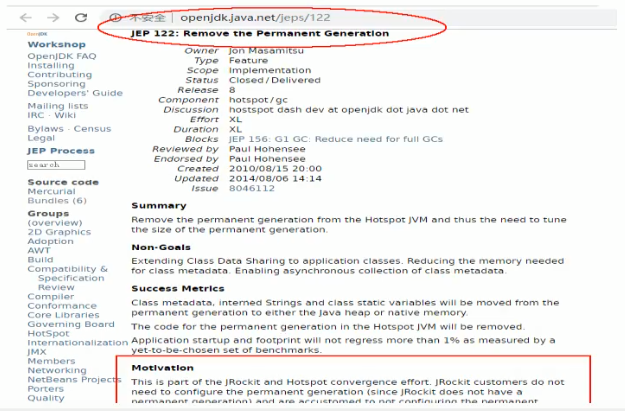 不安全 | openjdk.java.net/jeps/122
OpenJDK
Workshop
OpenJDK FAQ
Installing
Contributing
Sponsoring
Developers' Guide
Mailing lists
IRC · Wiki
Bylaws · Census
Legal
JEP Process
search
Source code
Mercurial
Bundles (6)
Groups
(overview)
2D Graphics
Adoption
AWT
Build
Compatibility &
Specification
Review
Compiler
Conformance
Core Libraries
Governing Board
HotSpot
Internationalization
JMX
Members
Networking
NetBeans Projects
Porters
Quality
JEP 122: Remove the Permanent Generation
Owner Jon Masamitsu
Type Feature
Scope Implementation
Status Closed / Delivered
Release 8
Component hotspot / gc
Discussion hostspot dash dev at openjdk dot java dot net
Effort XL
Duration XL
Blocks JEP 156: G1 GC: Reduce need for full GCs
Reviewed by Paul Hohensee
Endorsed by Paul Hohensee
Created 2010/08/15 20:00
Updated 2014/08/06 14:14
Issue 8046112
Summary
Remove the permanent generation from the Hotspot JVM and thus the need to tune
the size of the permanent generation.
Non-Goals
Extending Class Data Sharing to application classes. Reducing the memory needed
for class metadata. Enabling asynchronous collection of class metadata.
Success Metrics
Class metadata, interned Strings and class static variables will be moved from the
permanent generation to either the Java heap or native memory.
The code for the permanent generation in the Hotspot JVM will be removed.
Application startup and footprint will not regress more than 1% as measured by a
yet-to-be-chosen set of benchmarks.
Motivation
This is part of the JRockit and Hotspot convergence effort. JRockit customers do not
need to configure the permanent generation (since JRockit does not have a
permanent generation) and are accustomed to not configuring the permanent